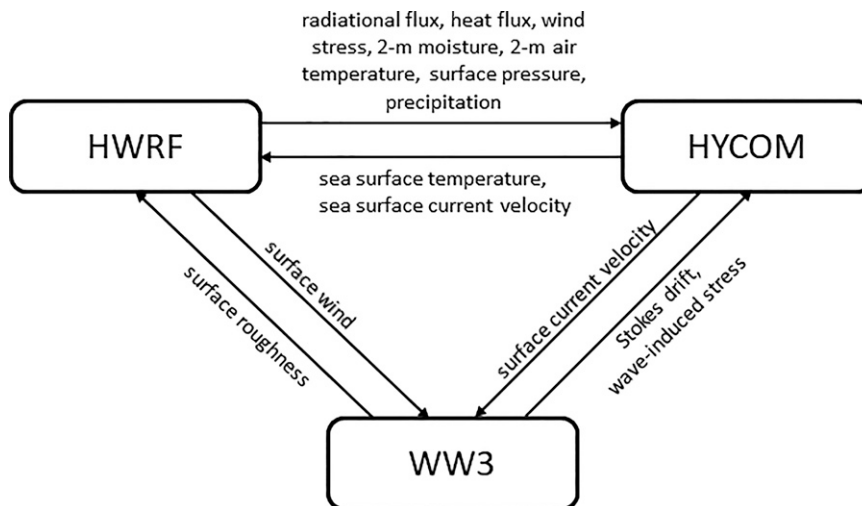 radiational flux, heat flux, wind
stress, 2-m moisture, 2-m air
temperature, surface pressure,
precipitation
HWRF
HYCOM
sea surface temperature,
sea surface current velocity
surface wind
surface roughness
surface current velocity
Stokes drift,
wave-induced stress
WW3